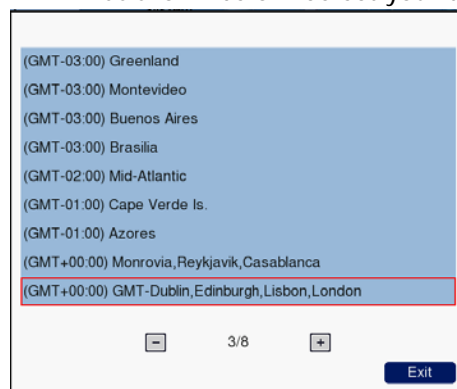 (GMT-03:00) Greenland
(GMT-03:00) Montevideo
(GMT-03:00) Buenos Aires
(GMT-03:00) Brasilia
(GMT-02:00) Mid-Atlantic
(GMT-01:00) Cape Verde Is.
(GMT-01:00) Azores
(GMT+00:00) Monrovia,Reykjavik,Casablanca
(GMT+00:00) GMT-Dublin,Edinburgh,Lisbon,London
- 3/8 +
Exit